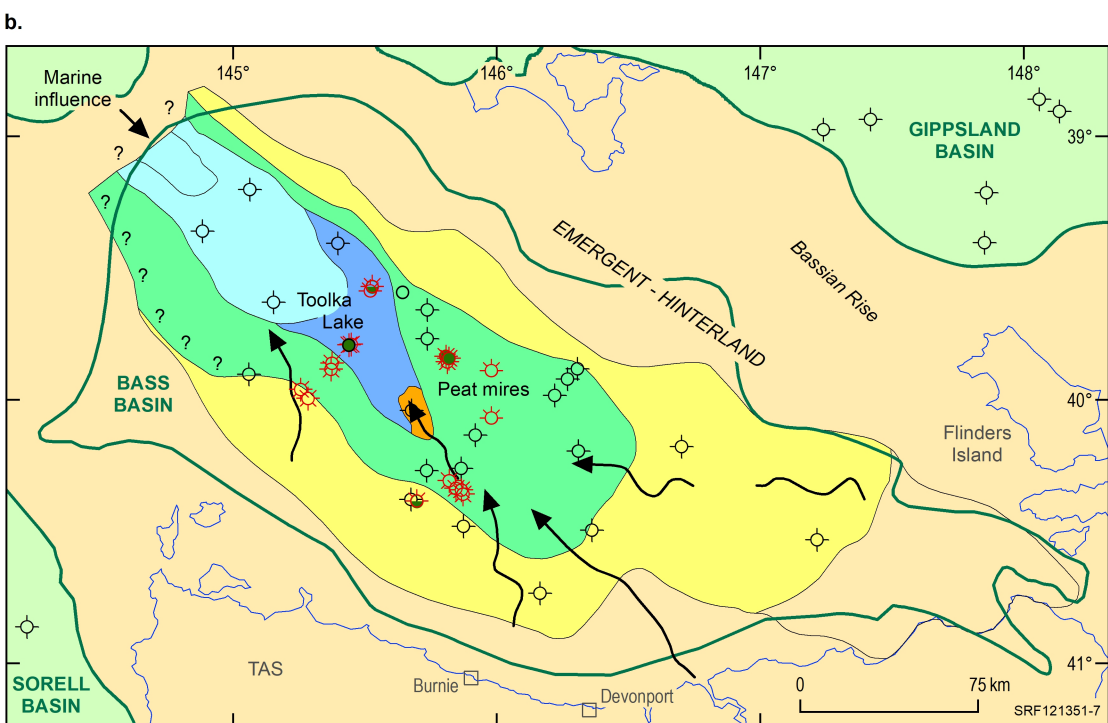 b.
145°
146°
147°
148°
Marine
influence
?
?
?
?
?
?
?
?
39°
GIPPSLAND
BASIN
EMERGENT - HINTERLAND
Bassian Rise
Toolka
Lake
Peat mires
BASS
BASIN
40°
Flinders
Island
TAS
Burnie
Devonport
41°
SORELL
BASIN
0
75 km
SRF121351-7